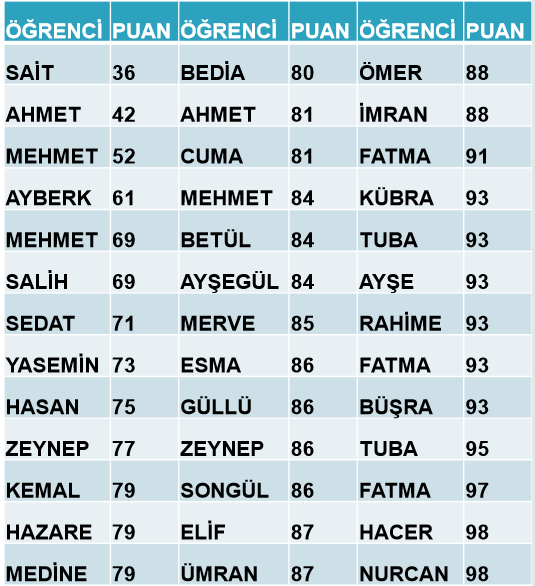 ÖĞRENCİ PUAN ÖĞRENCİ PUAN ÖĞRENCİ PUAN
SAİT 36 BEDİA 80 ÖMER 88
AHMET 42 AHMET 81 İMRAN 88
MEHMET 52 CUMA 81 FATMA 91
AYBERK 61 MEHMET 84 KÜBRA 93
MEHMET 69 BETÜL 84 TUBA 93
SALİH 69 AYŞEGÜL 84 AYŞE 93
SEDAT 71 MERVE 85 RAHİME 93
YASEMİN 73 ESMA 86 FATMA 93
HASAN 75 GÜLLÜ 86 BÜŞRA 93
ZEYNEP 77 ZEYNEP 86 TUBA 95
KEMAL 79 SONGÜL 86 FATMA 97
HAZARE 79 ELİF 87 HACER 98
MEDİNE 79 ÜMRAN 87 NURCAN 98